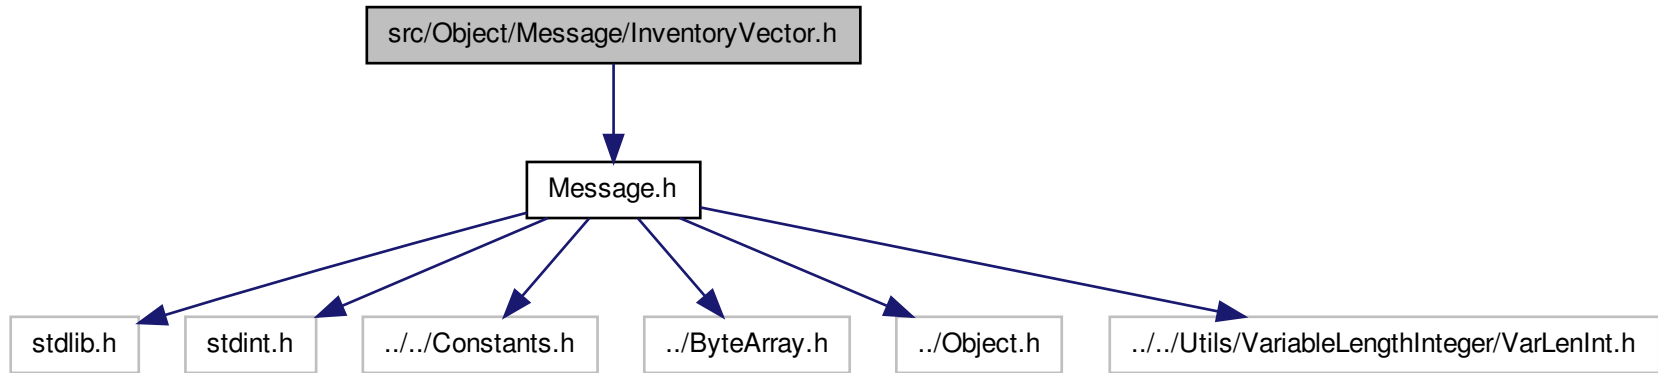 src/Object/Message/InventoryVector.h
Message.h
stdlib.h
stdint.h
../../Constants.h
../ByteArray.h
../Object.h
../../Utils/VariableLengthInteger/VarLenInt.h